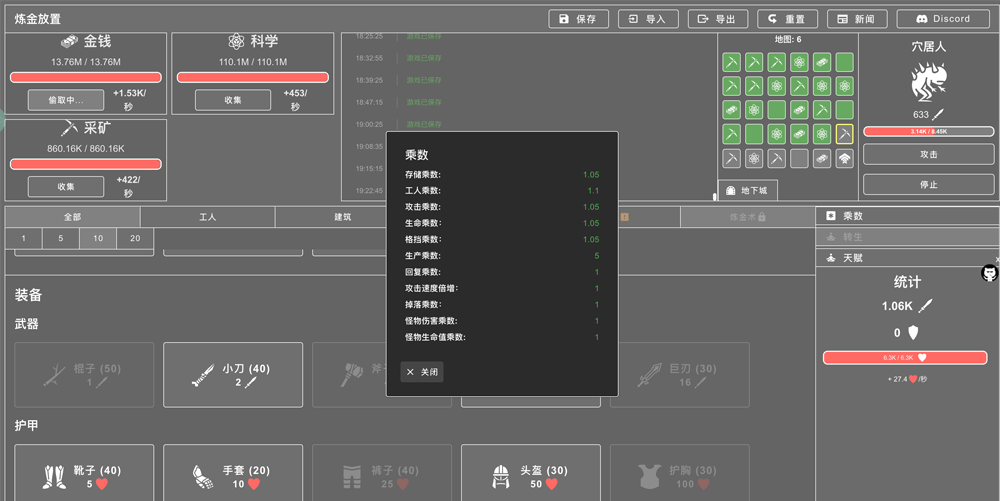 炼金放置
保存
导入
导出
重置
新闻
Discord
金钱
13.76M / 13.76M
偷取中...
+1.53K/秒
科学
110.1M / 110.1M
收集
+453/秒
采矿
860.16K / 860.16K
收集
+422/秒
18:25:25 游戏已保存
18:32:55 游戏已保存
18:39:25 游戏已保存
18:47:15 游戏已保存
19:00:25 游戏已保存
19:08:35
19:15:15
19:22:45
地图: 6
地下城
穴居人
633
3.14K / 8.45K
攻击
停止
全部
工人
建筑
炼金术
1
5
10
20
乘数
转生
天赋
x
统计
1.06K
0
6.3K / 6.3K
+ 27.4 /秒
乘数
存储乘数: 1.05
工人乘数: 1.1
攻击乘数: 1.05
生命乘数: 1.05
格挡乘数: 1.05
生产乘数: 5
回复乘数: 1
攻击速度倍增: 1
掉落乘数: 1
怪物伤害乘数: 1
怪物生命值乘数: 1
关闭
装备
武器
棍子 (50)
1
小刀 (40)
2
巨刃 (30)
16
护甲
靴子 (40)
5
手套 (20)
10
裤子 (40)
25
头盔 (30)
50
护胸 (30)
100